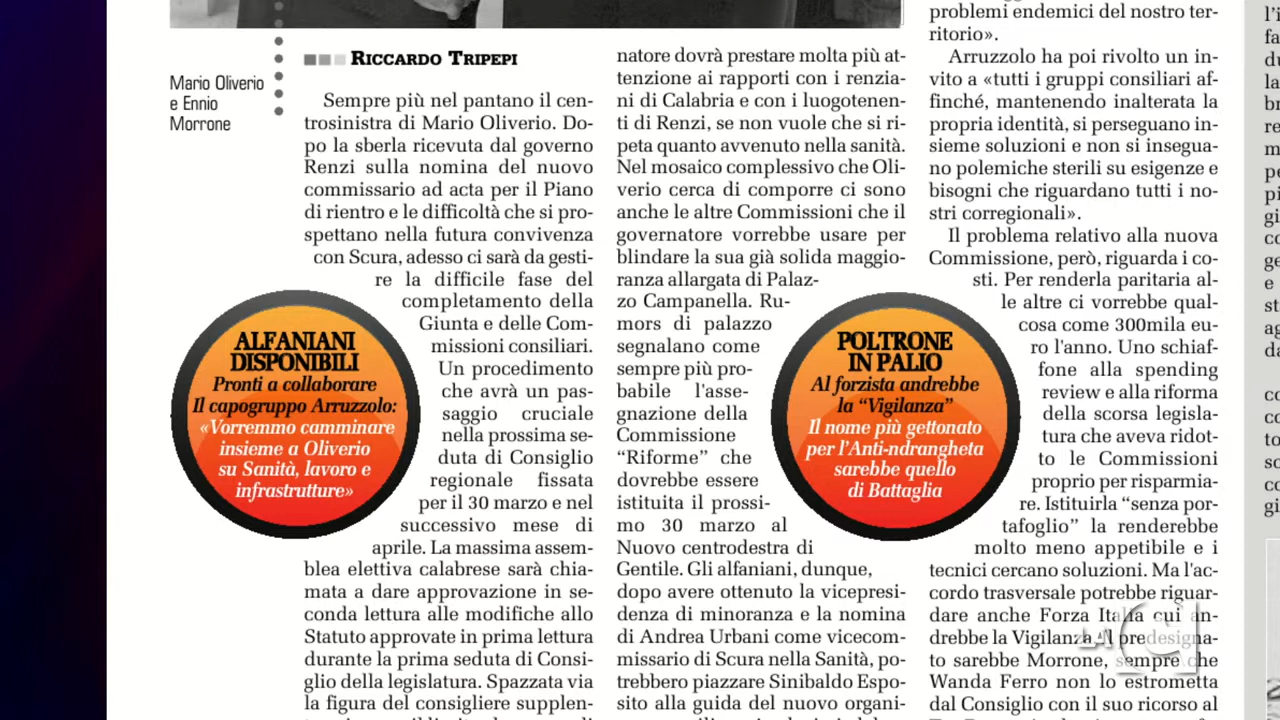 Mario Oliverio
e Ennio
Morrone
RICCARDO TRIPEPI
Sempre più nel pantano il cen-
trosinistra di Mario Oliverio. Do-
po la sberla ricevuta dal governo
Renzi sulla nomina del nuovo
commissario ad acta per il Piano
di rientro e le difficoltà che si pro-
spettano nella futura convivenza
con Scura, adesso ci sarà da gesti-
re la difficile fase del
completamento della
Giunta e delle Com-
missioni consiliari.
Un procedimento
che avrà un pas-
saggio cruciale
nella prossima se-
duta di Consiglio
regionale fissata
per il 30 marzo e nel
successivo mese di
aprile. La massima assem-
blea elettiva calabrese sarà chia-
mata a dare approvazione in se-
conda lettura alle modifiche allo
Statuto approvate in prima lettura
durante la prima seduta di Consi-
glio della legislatura. Spazzata via
la figura del consigliere supplen-
ALFANIANI
DISPONIBILI
Pronti a collaborare
Il capogruppo Arruzzolo:
«Vorremmo camminare
insieme a Oliverio
su Sanità, lavoro e
infrastrutture»
natore dovrà prestare molta più at-
tenzione ai rapporti con i renzia-
ni di Calabria e con i luogotenen-
ti di Renzi, se non vuole che si ri-
peta quanto avvenuto nella sanità.
Nel mosaico complessivo che Oli-
verio cerca di comporre ci sono
anche le altre Commissioni che il
governatore vorrebbe usare per
blindare la sua già solida maggio-
ranza allargata di Palaz-
zo Campanella. Ru-
mors di palazzo
segnalano come
sempre più pro-
babile l'asse-
gnazione della
Commissione
“Riforme” che
dovrebbe essere
istituita il prossi-
mo 30 marzo al
Nuovo centrodestra di
Gentile. Gli alfaniani, dunque,
dopo avere ottenuto la vicepresi-
denza di minoranza e la nomina
di Andrea Urbani come vicecom-
missario di Scura nella Sanità, po-
trebbero piazzare Sinibaldo Espo-
sito alla guida del nuovo organi-
POLTRONE
IN PALIO
Al forzista andrebbe
la “Vigilanza”
Il nome più gettonato
per l'Anti-ndrangheta
sarebbe quello
di Battaglia
problemi endemici del nostro ter-
ritorio».
Arruzzolo ha poi rivolto un in-
vito a «tutti i gruppi consiliari af-
finché, mantenendo inalterata la
propria identità, si perseguano in-
sieme soluzioni e non si insegua-
no polemiche sterili su esigenze e
bisogni che riguardano tutti i no-
stri corregionali».
Il problema relativo alla nuova
Commissione, però, riguarda i co-
sti. Per renderla paritaria al-
le altre ci vorrebbe qual-
cosa come 300mila eu-
ro l'anno. Uno schiaf-
fone alla spending
review e alla riforma
della scorsa legisla-
tura che aveva ridot-
to le Commissioni
proprio per risparmia-
re. Istituirla “senza por-
tafoglio” la renderebbe
molto meno appetibile e i
tecnici cercano soluzioni. Ma l'ac-
cordo trasversale potrebbe riguar-
dare anche Forza Italia cui an-
drebbe la Vigilanza. Il predesigna-
to sarebbe Morrone, sempre che
Wanda Ferro non lo estrometta
dal Consiglio con il suo ricorso al
LA C